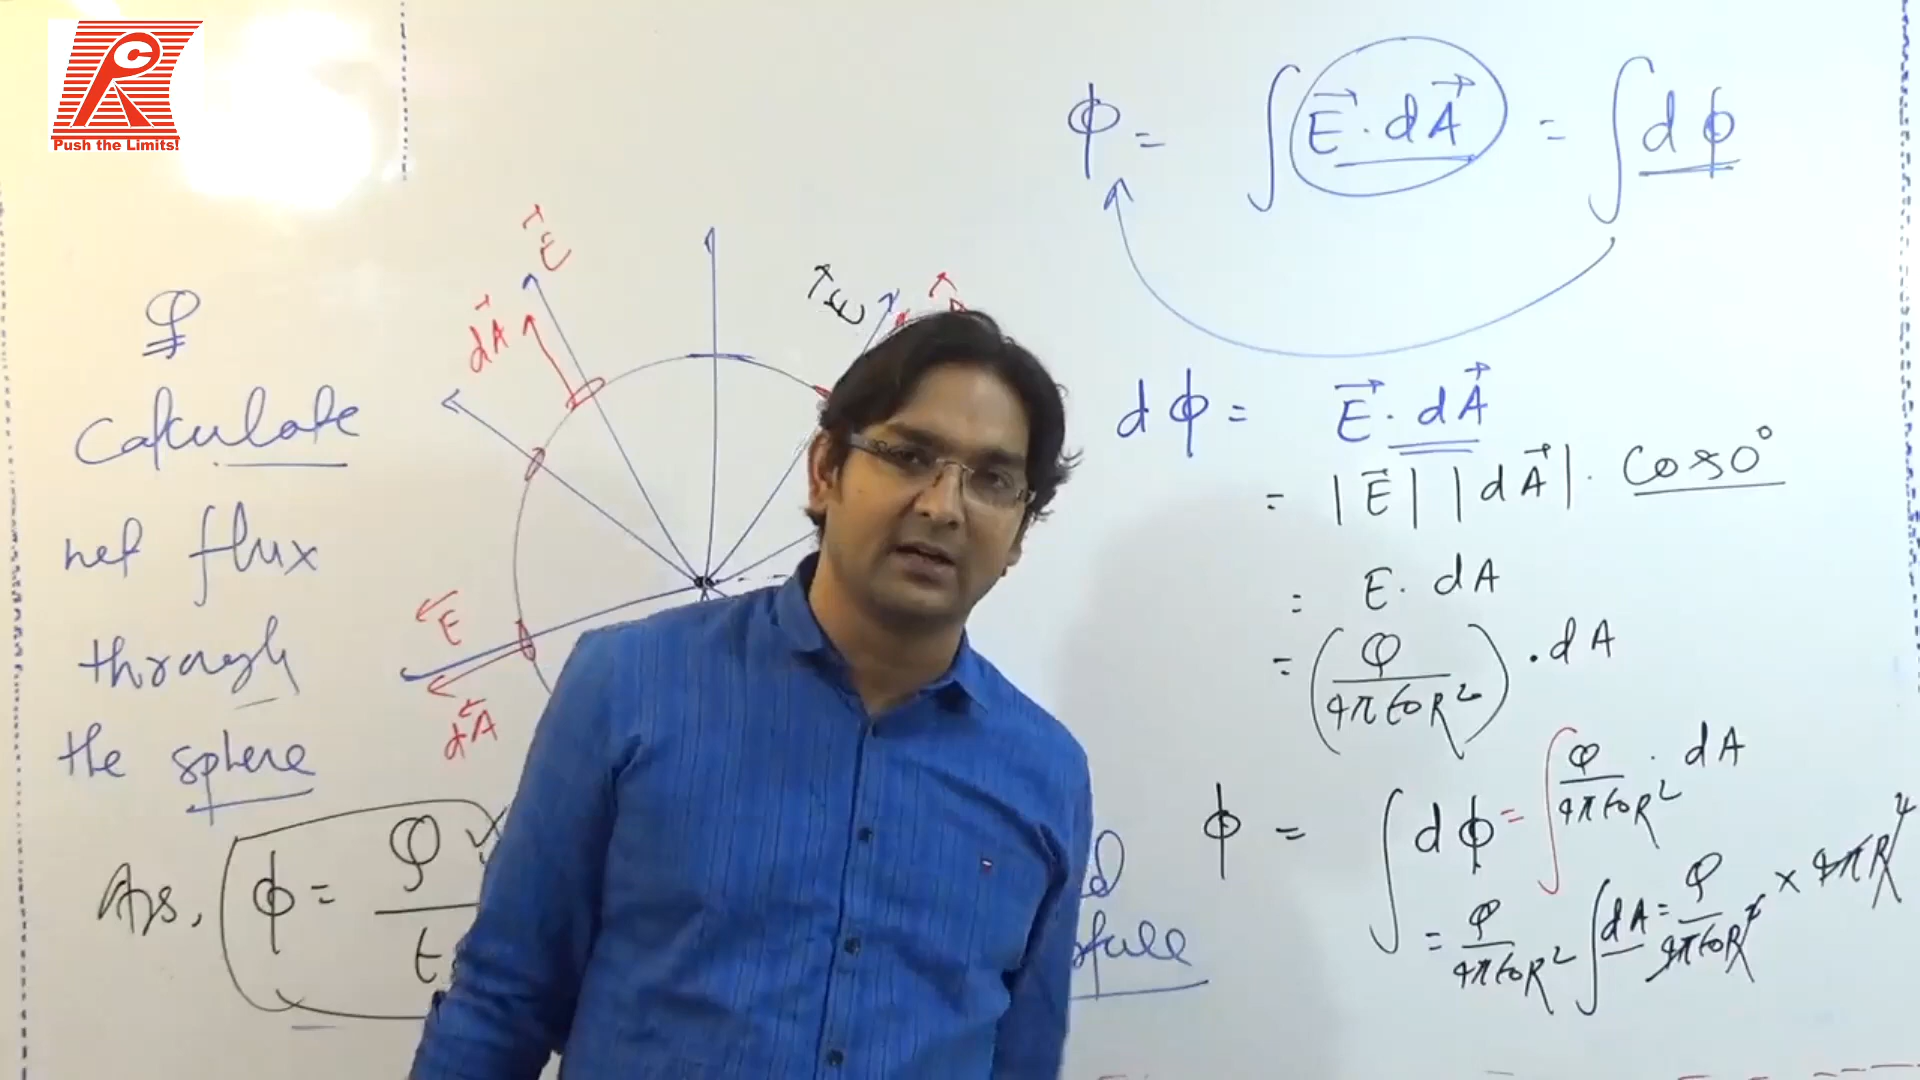 Push the Limits!
Q
Calculate
net flux
through
the sphere
Ans, ϕ = φ / ϵ
E⃗
dA⃗
E⃗
E⃗
dA⃗
ϕ = ∫ E⃗ · dA⃗ = ∫ dϕ
dϕ = E⃗ · dA⃗
= |E⃗| |dA⃗| · Cos0°
= E · dA
= (φ / 4πϵ0R²) · dA
ϕ = ∫ dϕ = ∫ φ / 4πϵ0R² · dA
= φ / 4πϵ0R² ∫ dA = φ / 4πϵ0R² × 4πR²